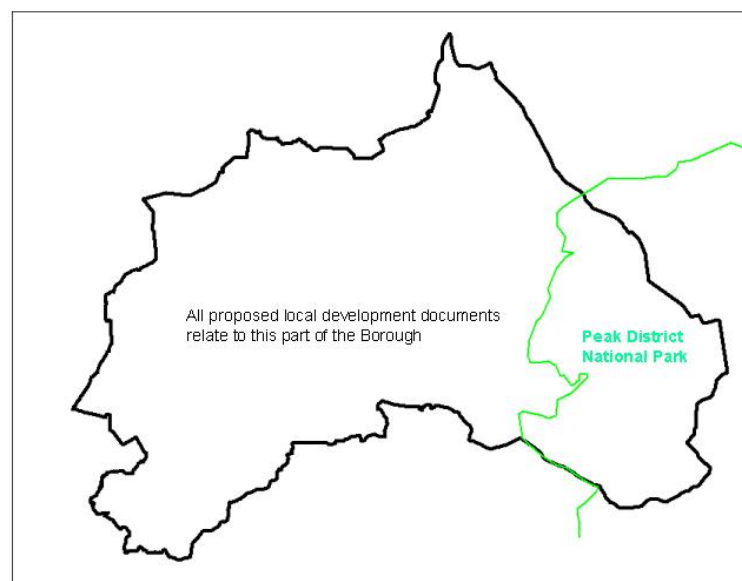 All proposed local development documents
relate to this part of the Borough
Peak District
National Park